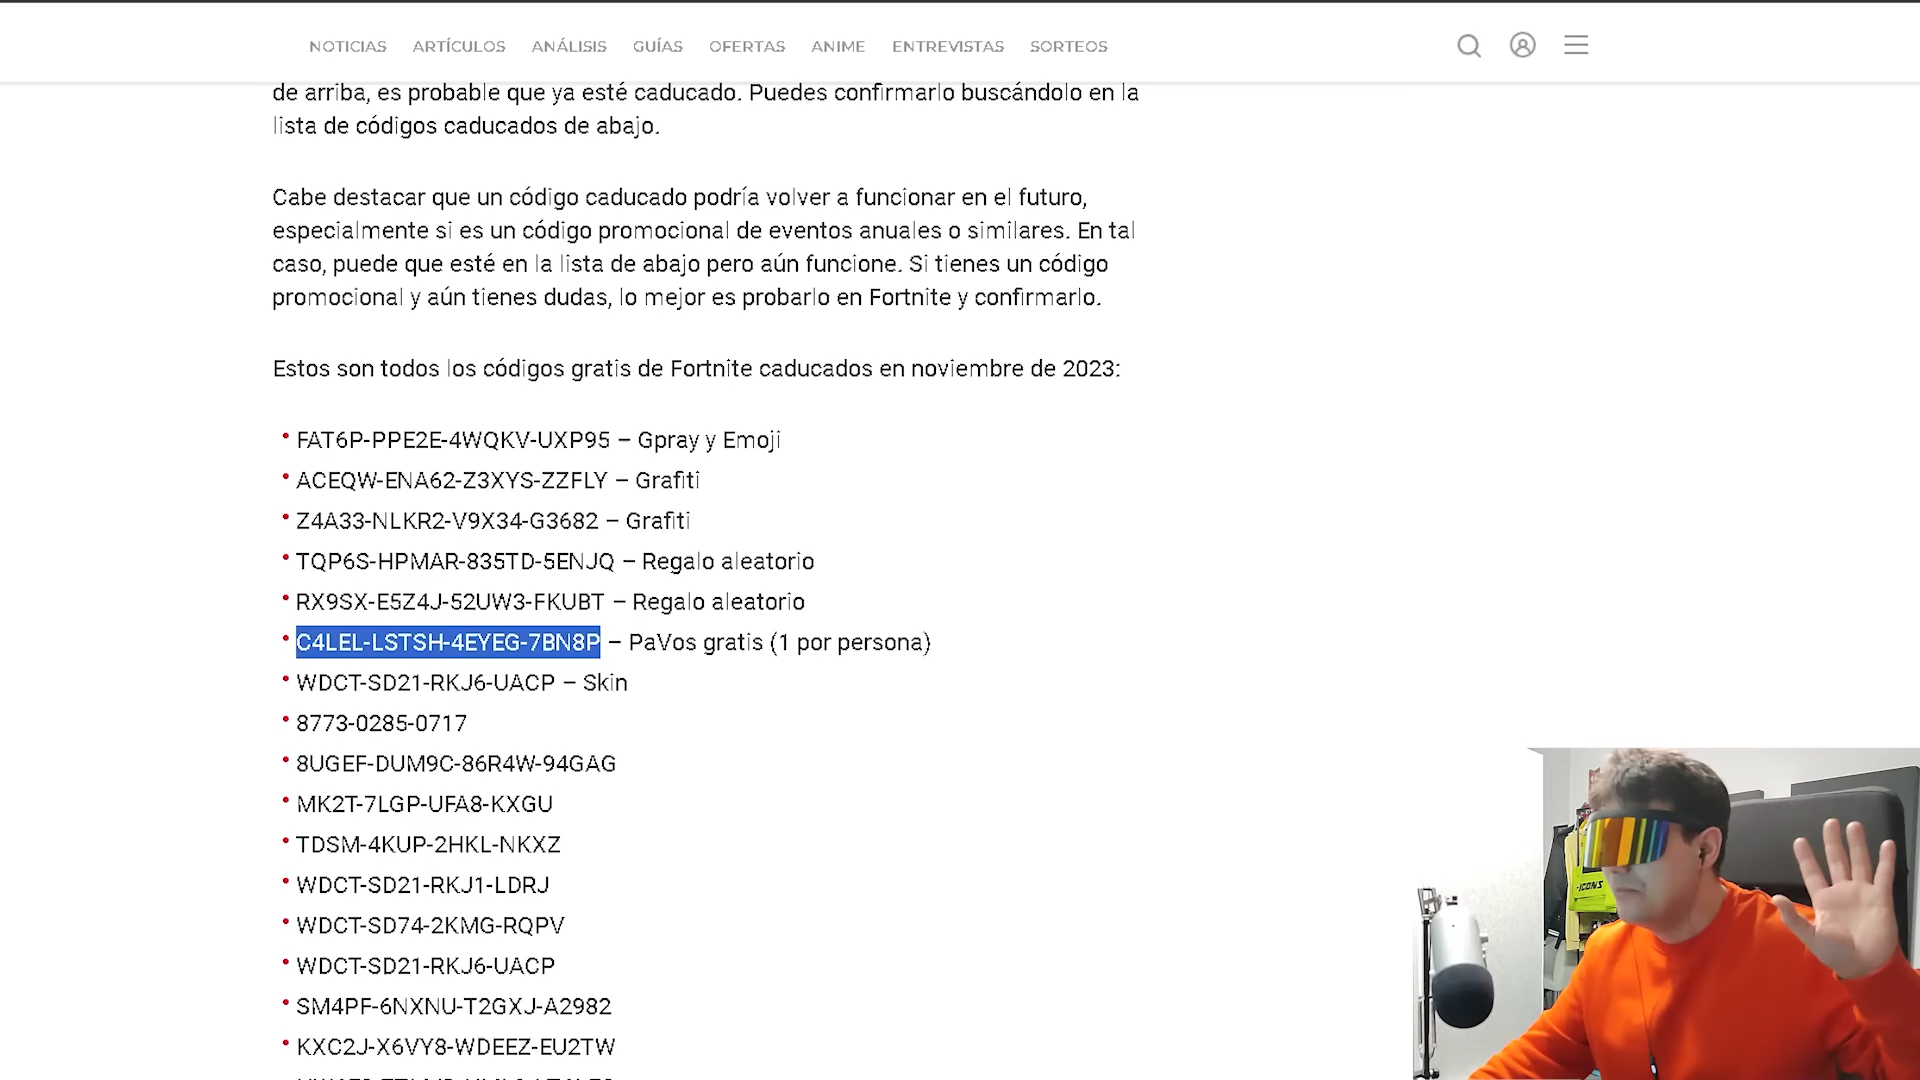 NOTICIAS ARTÍCULOS ANÁLISIS GUÍAS OFERTAS ANIME ENTREVISTAS SORTEOS
de arriba, es probable que ya esté caducado. Puedes confirmarlo buscándolo en la
lista de códigos caducados de abajo.
Cabe destacar que un código caducado podría volver a funcionar en el futuro,
especialmente si es un código promocional de eventos anuales o similares. En tal
caso, puede que esté en la lista de abajo pero aún funcione. Si tienes un código
promocional y aún tienes dudas, lo mejor es probarlo en Fortnite y confirmarlo.
Estos son todos los códigos gratis de Fortnite caducados en noviembre de 2023:
• FAT6P-PPE2E-4WQKV-UXP95 – Gpray y Emoji
• ACEQW-ENA62-Z3XYS-ZZFLY – Grafiti
• Z4A33-NLKR2-V9X34-G3682 – Grafiti
• TQP6S-HPMAR-835TD-5ENJQ – Regalo aleatorio
• RX9SX-E5Z4J-52UW3-FKUBT – Regalo aleatorio
• C4LEL-LSTSH-4EYEG-7BN8P – PaVos gratis (1 por persona)
• WDCT-SD21-RKJ6-UACP – Skin
• 8773-0285-0717
• 8UGEF-DUM9C-86R4W-94GAG
• MK2T-7LGP-UFA8-KXGU
• TDSM-4KUP-2HKL-NKXZ
• WDCT-SD21-RKJ1-LDRJ
• WDCT-SD74-2KMG-RQPV
• WDCT-SD21-RKJ6-UACP
• SM4PF-6NXNU-T2GXJ-A2982
• KXC2J-X6VY8-WDEEZ-EU2TW
-ICONS